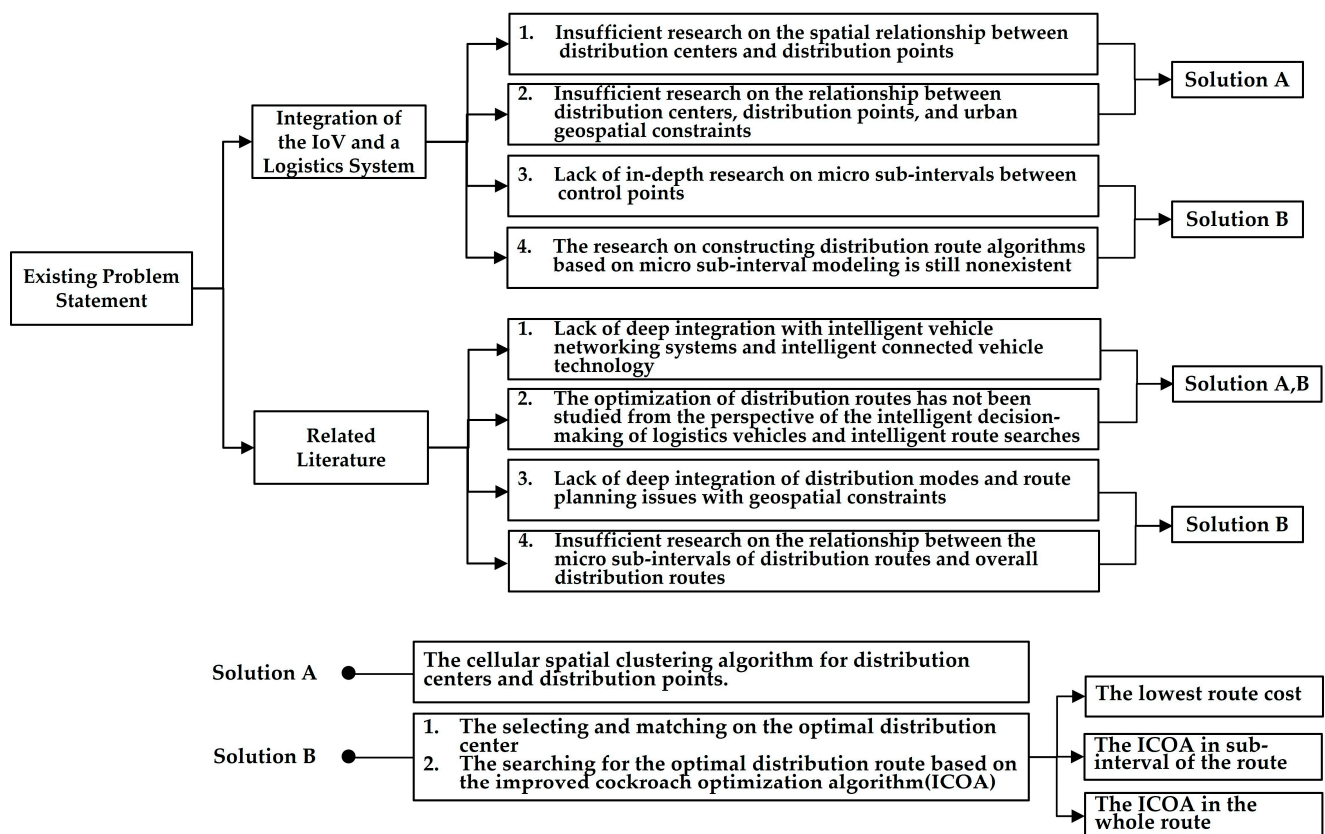 Existing Problem
Statement
Integration of
the IoV and a
Logistics System
1. Insufficient research on the spatial relationship between
distribution centers and distribution points
2. Insufficient research on the relationship between
distribution centers, distribution points, and urban
geospatial constraints
Solution A
3. Lack of in-depth research on micro sub-intervals between
control points
4. The research on constructing distribution route algorithms
based on micro sub-interval modeling is still nonexistent
Solution B
Related
Literature
1. Lack of deep integration with intelligent vehicle
networking systems and intelligent connected vehicle
technology
2. The optimization of distribution routes has not been
studied from the perspective of the intelligent decision-
making of logistics vehicles and intelligent route searches
Solution A,B
3. Lack of deep integration of distribution modes and route
planning issues with geospatial constraints
4. Insufficient research on the relationship between the
micro sub-intervals of distribution routes and overall
distribution routes
Solution B
Solution A
The cellular spatial clustering algorithm for distribution
centers and distribution points.
Solution B
1. The selecting and matching on the optimal distribution
center
2. The searching for the optimal distribution route based on
the improved cockroach optimization algorithm(ICOA)
The lowest route cost
The ICOA in sub-
interval of the route
The ICOA in the
whole route